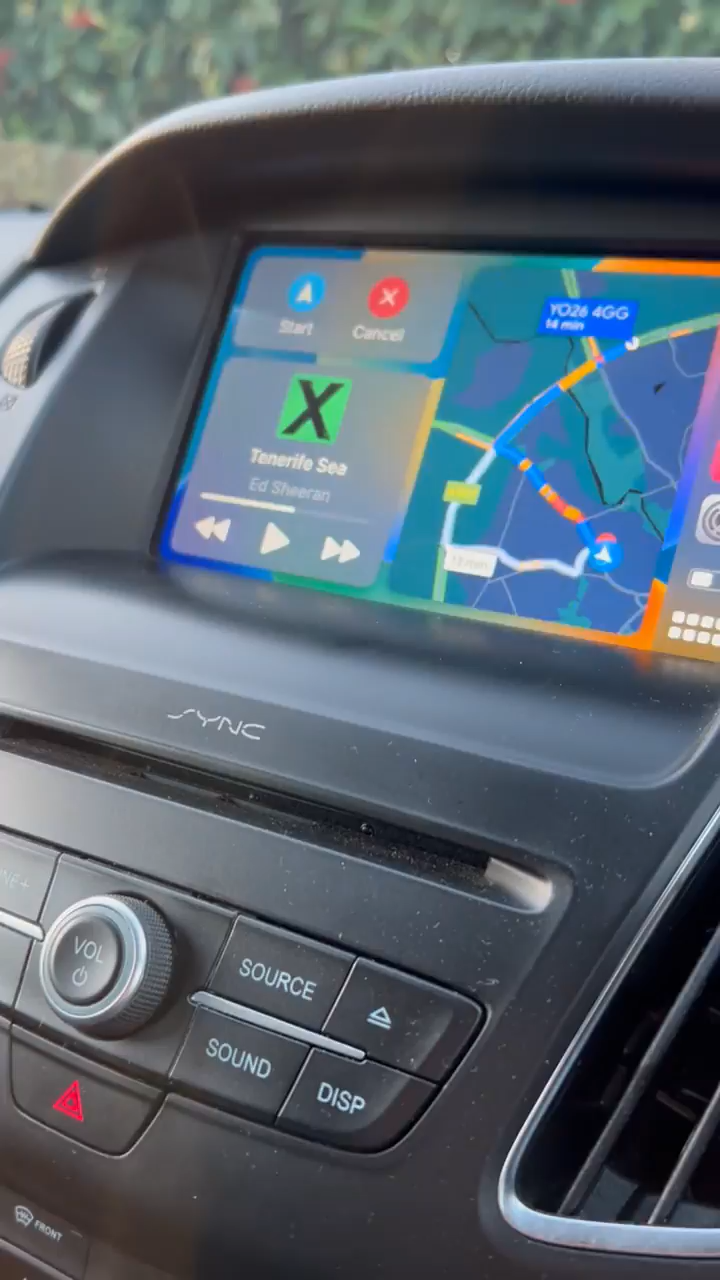 Start
Cancel
YO26 4GG
14 min
X
Tenerife Sea
Ed Sheeran
SYNC
VOL
SOURCE
SOUND
DISP
FRONT